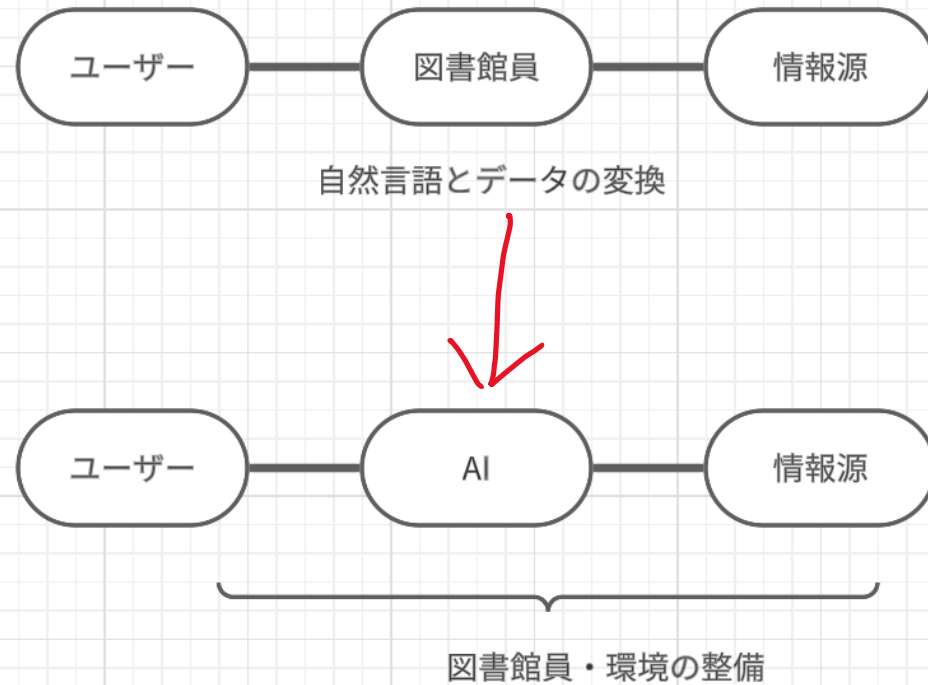 ユーザー
図書館員
情報源
自然言語とデータの変換
ユーザー
AI
情報源
図書館員・環境の整備